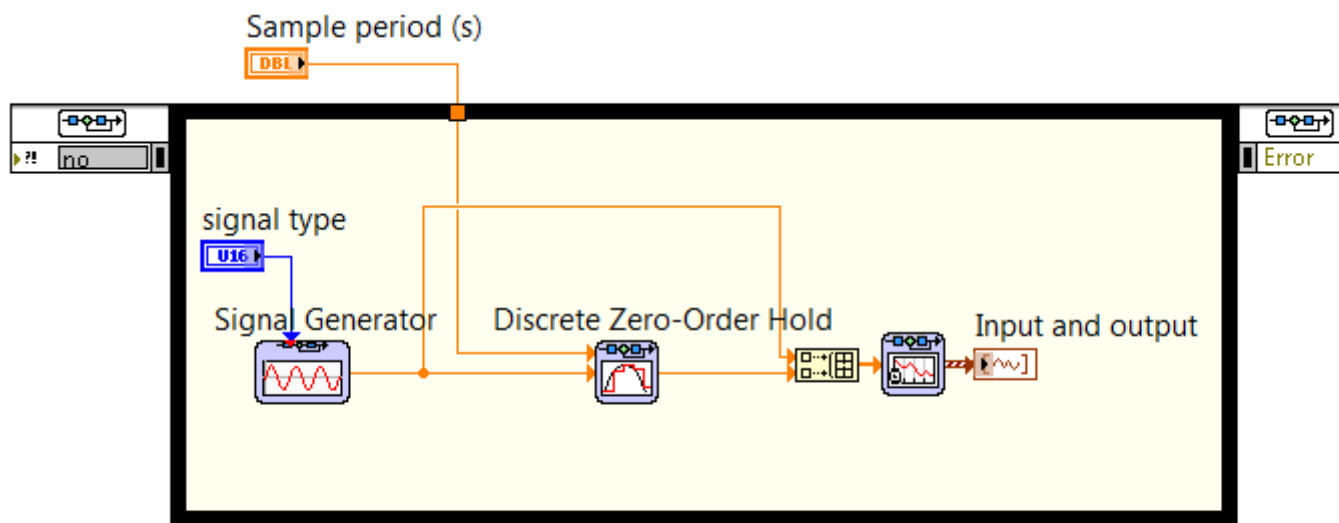 Sample period (s)
DBL
?!
no
Error
signal type
U16
Signal Generator
Discrete Zero-Order Hold
Input and output